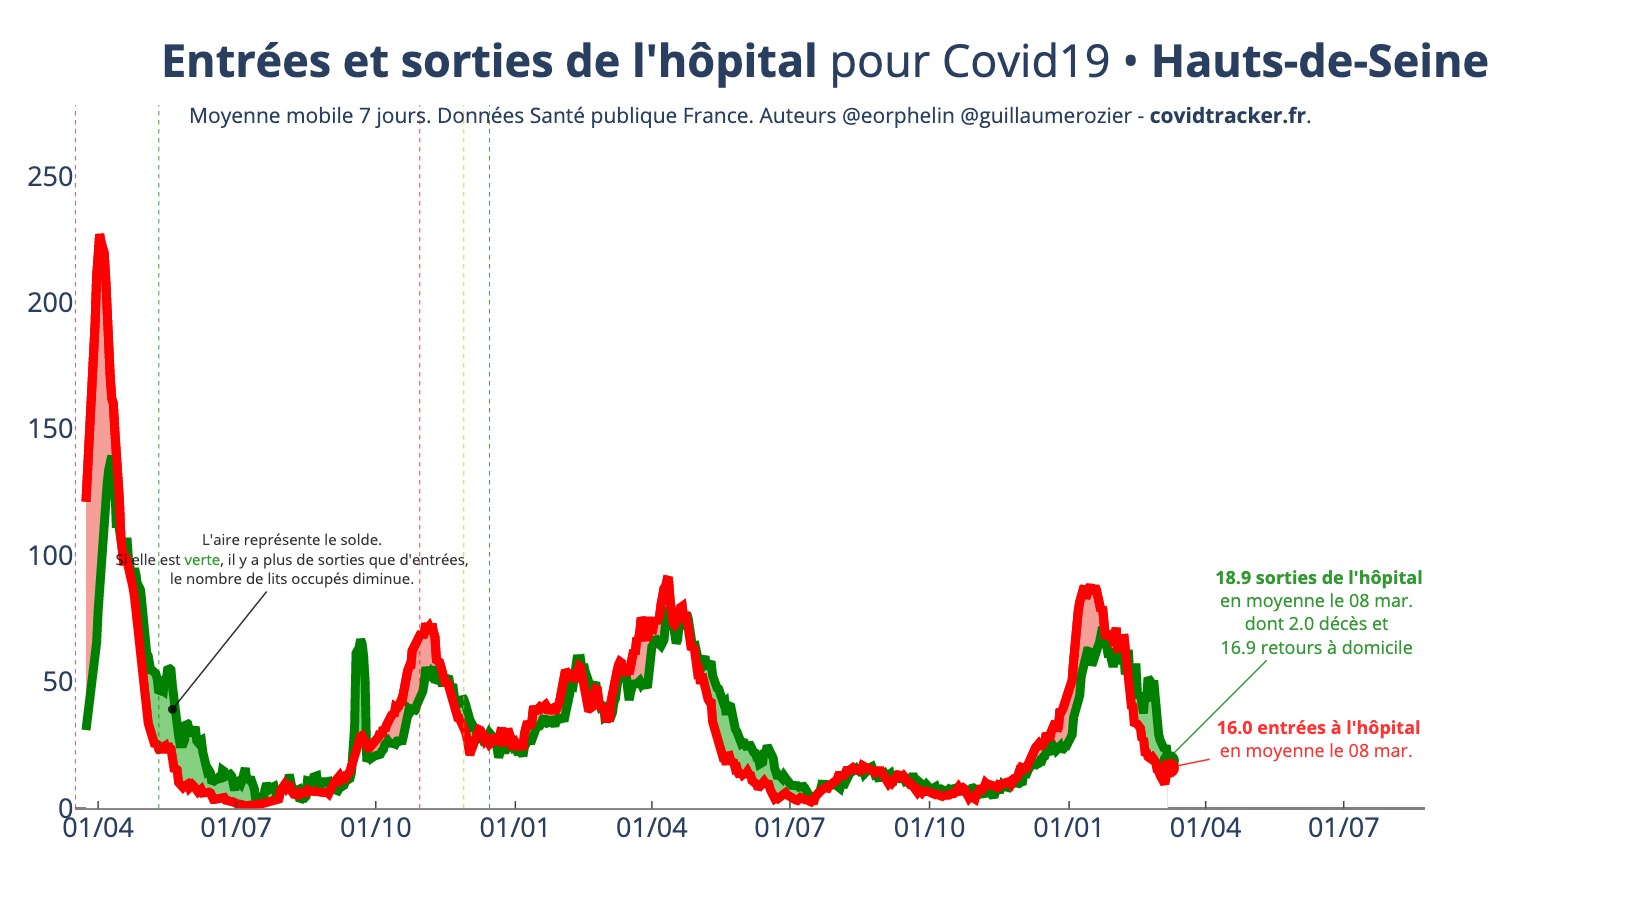 Entrées et sorties de l'hôpital pour Covid19 • Hauts-de-Seine
Moyenne mobile 7 jours. Données Santé publique France. Auteurs @eorphelin @guillaumerozier - covidtracker.fr.
250
200
150
100
50
0
L'aire représente le solde.
Si elle est verte, il y a plus de sorties que d'entrées,
le nombre de lits occupés diminue.
18.9 sorties de l'hôpital
en moyenne le 08 mar.
dont 2.0 décès et
16.9 retours à domicile
16.0 entrées à l'hôpital
en moyenne le 08 mar.
01/04 01/07 01/10 01/01 01/04 01/07 01/10 01/01 01/04 01/07